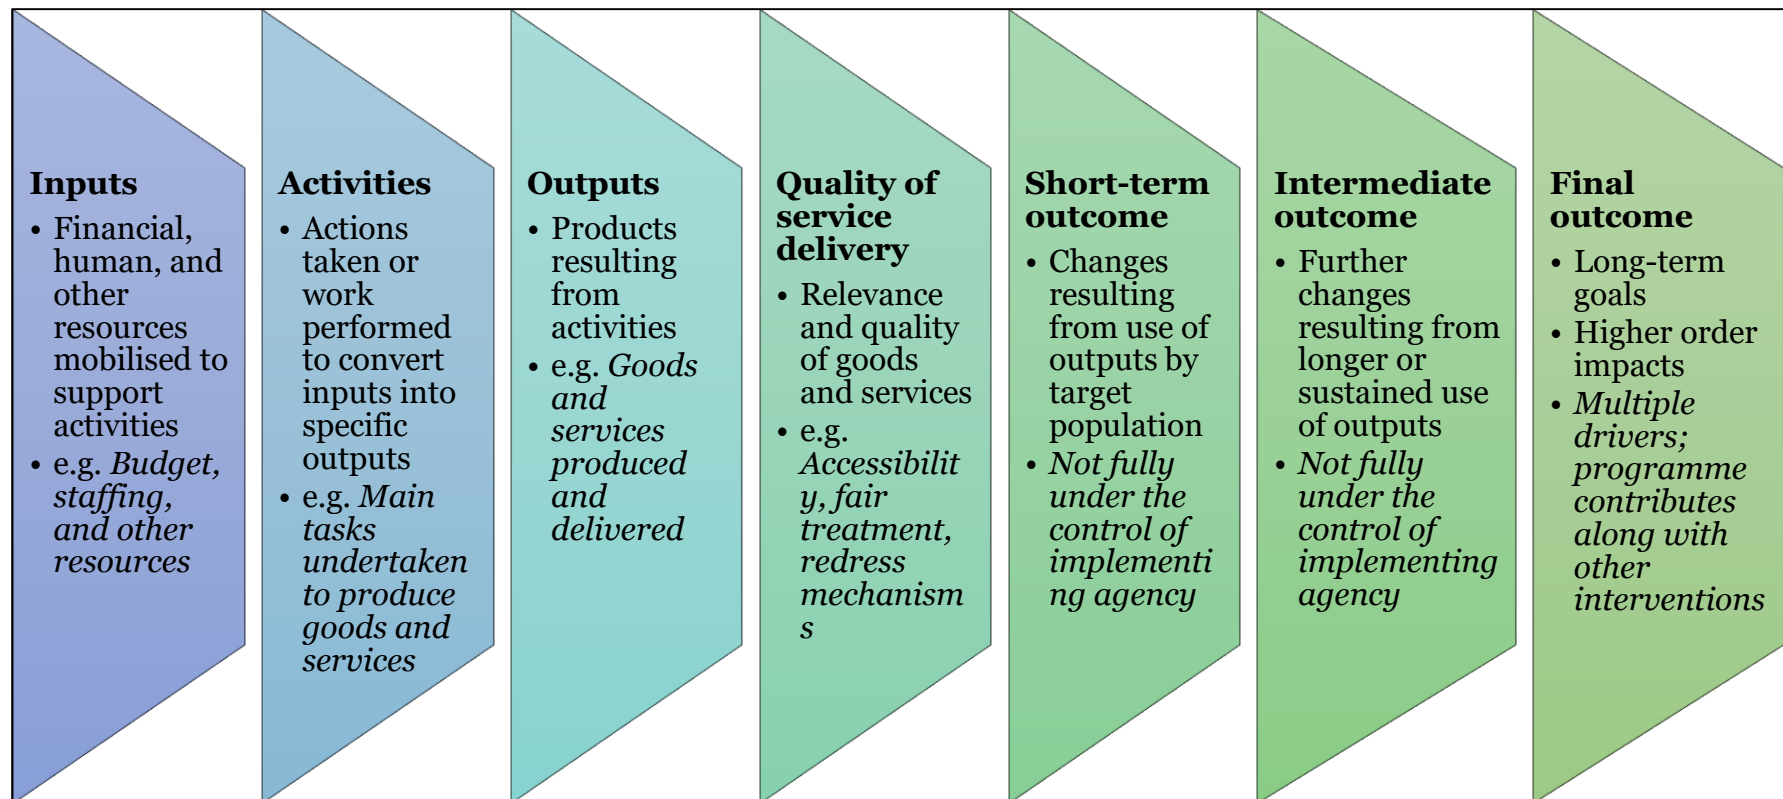 Inputs
• Financial,
human, and
other
resources
mobilised to
support
activities
• e.g. Budget,
staffing,
and other
resources
Activities
• Actions
taken or
work
performed
to convert
inputs into
specific
outputs
• e.g. Main
tasks
undertaken
to produce
goods and
services
Outputs
• Products
resulting
from
activities
• e.g. Goods
and
services
produced
and
delivered
Quality of
service
delivery
• Relevance
and quality
of goods
and services
• e.g.
Accessibilit
y, fair
treatment,
redress
mechanism
s
Short-term
outcome
• Changes
resulting
from use of
outputs by
target
population
• Not fully
under the
control of
implementi
ng agency
Intermediate
outcome
• Further
changes
resulting from
longer or
sustained use
of outputs
• Not fully
under the
control of
implementing
agency
Final
outcome
• Long-term
goals
• Higher order
impacts
• Multiple
drivers;
programme
contributes
along with
other
interventions